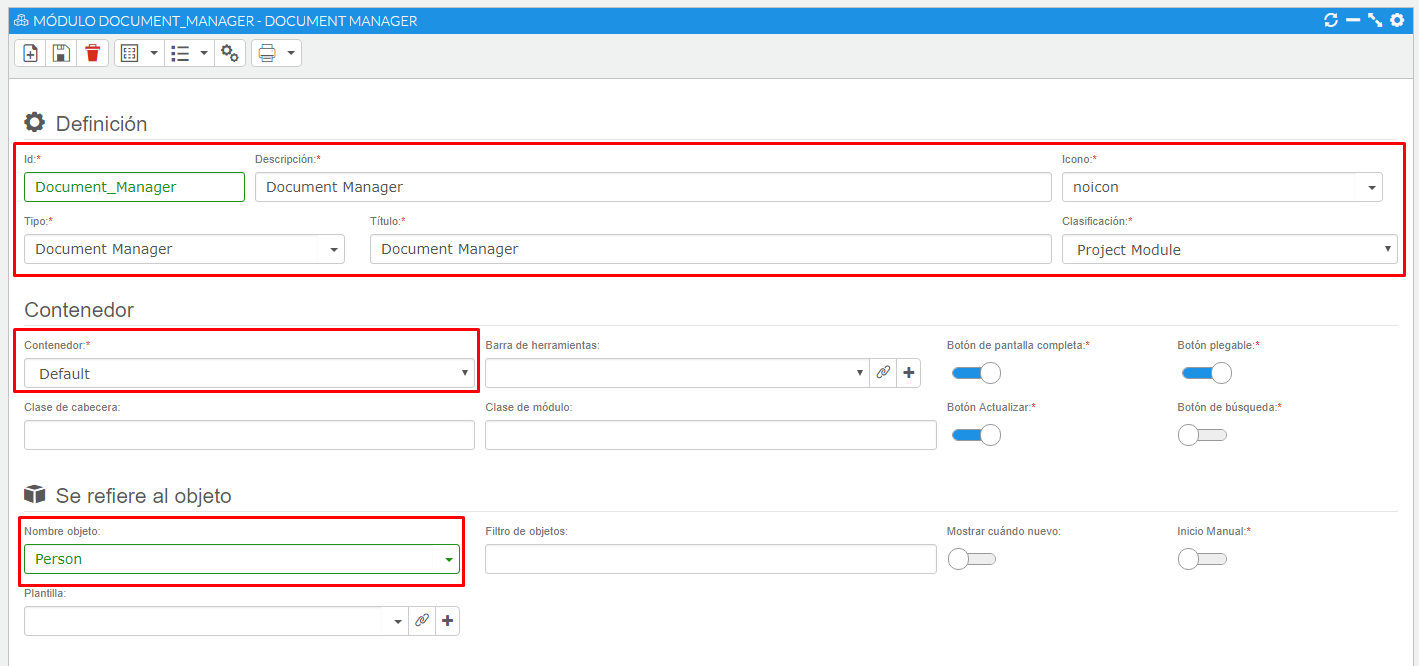 MÓDULO DOCUMENT_MANAGER - DOCUMENT MANAGER
Definición
Id:* Descripción:* Icono:*
Document_Manager Document Manager noicon
Tipo:* Título:* Clasificación:*
Document Manager Document Manager Project Module
Contenedor
Contenedor:* Barra de herramientas: Botón de pantalla completa:* Botón plegable:*
Default
Clase de cabecera: Clase de módulo: Botón Actualizar:* Botón de búsqueda:*
Se refiere al objeto
Nombre objeto: Filtro de objetos: Mostrar cuándo nuevo: Inicio Manual:*
Person
Plantilla: